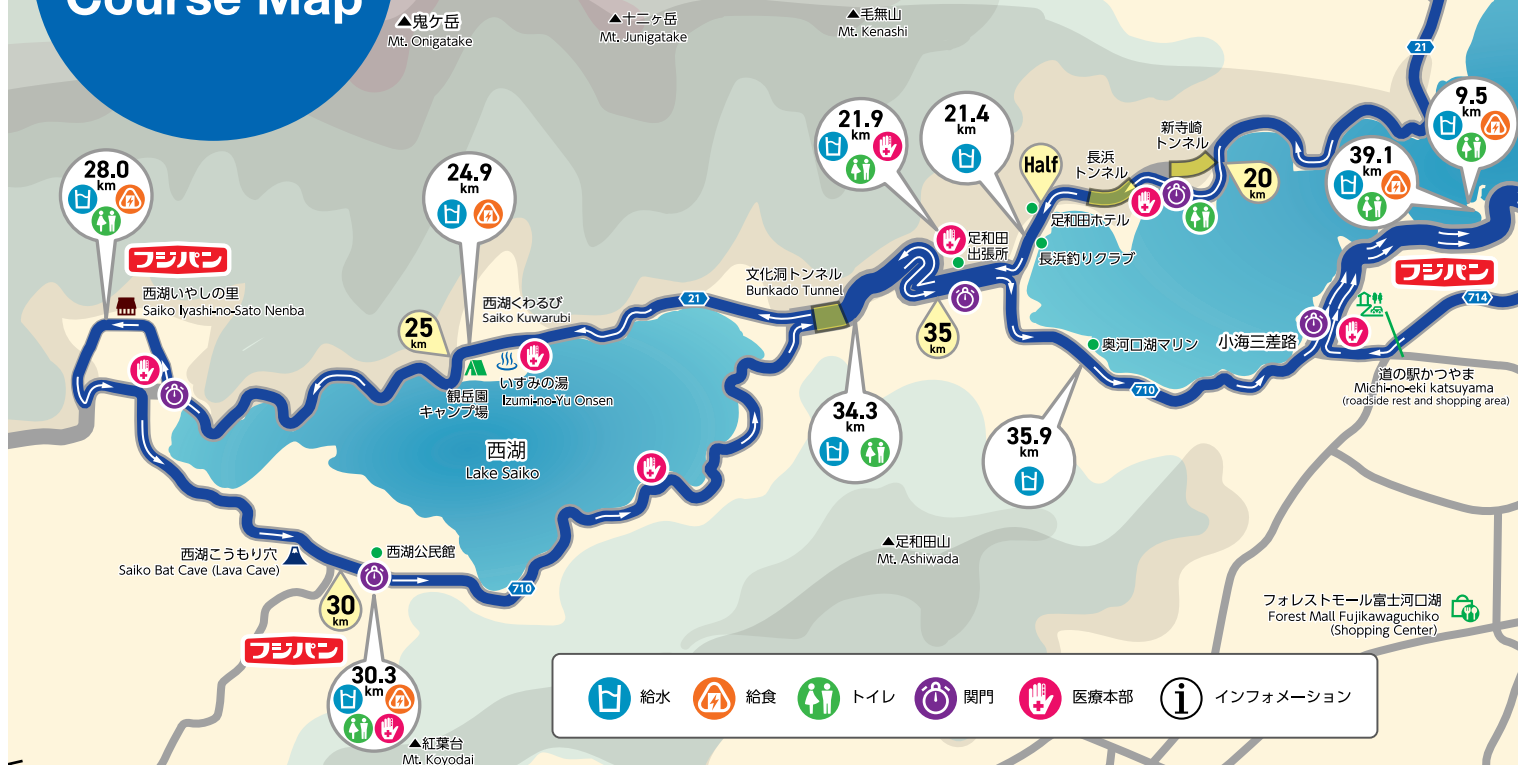 Course Map
▲鬼ケ岳
Mt. Onigatake
▲十二ヶ岳
Mt. Junigatake
▲毛無山
Mt. Kenashi
21
9.5
km
39.1
km
新寺崎
トンネル
長浜
トンネル
20
km
Half
21.4
km
21.9
km
足和田ホテル
長浜釣りクラブ
足和田
出張所
24.9
km
28.0
km
フジパン
西湖いやしの里
Saiko Iyashi-no-Sato Nenba
文化洞トンネル
Bunkado Tunnel
21
西湖くわるび
Saiko Kuwarubi
25
km
観岳園
キャンプ場
いずみの湯
Izumi-no-Yu Onsen
35
km
フジパン
714
奥河口湖マリン
小海三差路
道の駅かつやま
Michi-no-eki katsuyama
(roadside rest and shopping area)
710
34.3
km
35.9
km
西湖
Lake Saiko
▲足和田山
Mt. Ashiwada
西湖こうもり穴
Saiko Bat Cave (Lava Cave)
西湖公民館
710
30
km
フジパン
30.3
km
フォレストモール富士河口湖
Forest Mall Fujikawaguchiko
(Shopping Center)
給水
給食
トイレ
関門
医療本部
i
インフォメーション
▲紅葉台
Mt. Koyodai